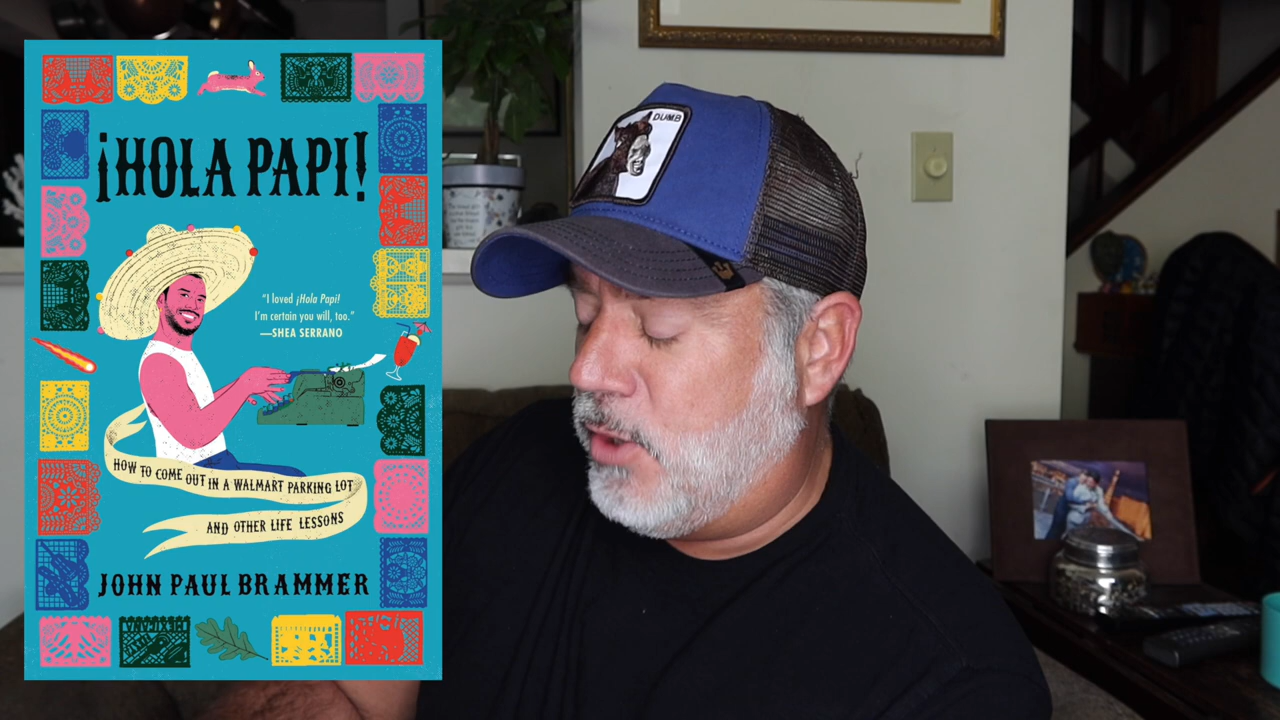 ¡HOLA PAPI!
"I loved ¡Hola Papi!
I'm certain you will, too."
—SHEA SERRANO
HOW TO COME OUT IN A WALMART PARKING LOT
AND OTHER LIFE LESSONS
JOHN PAUL BRAMMER
MEXICANA
DUMB